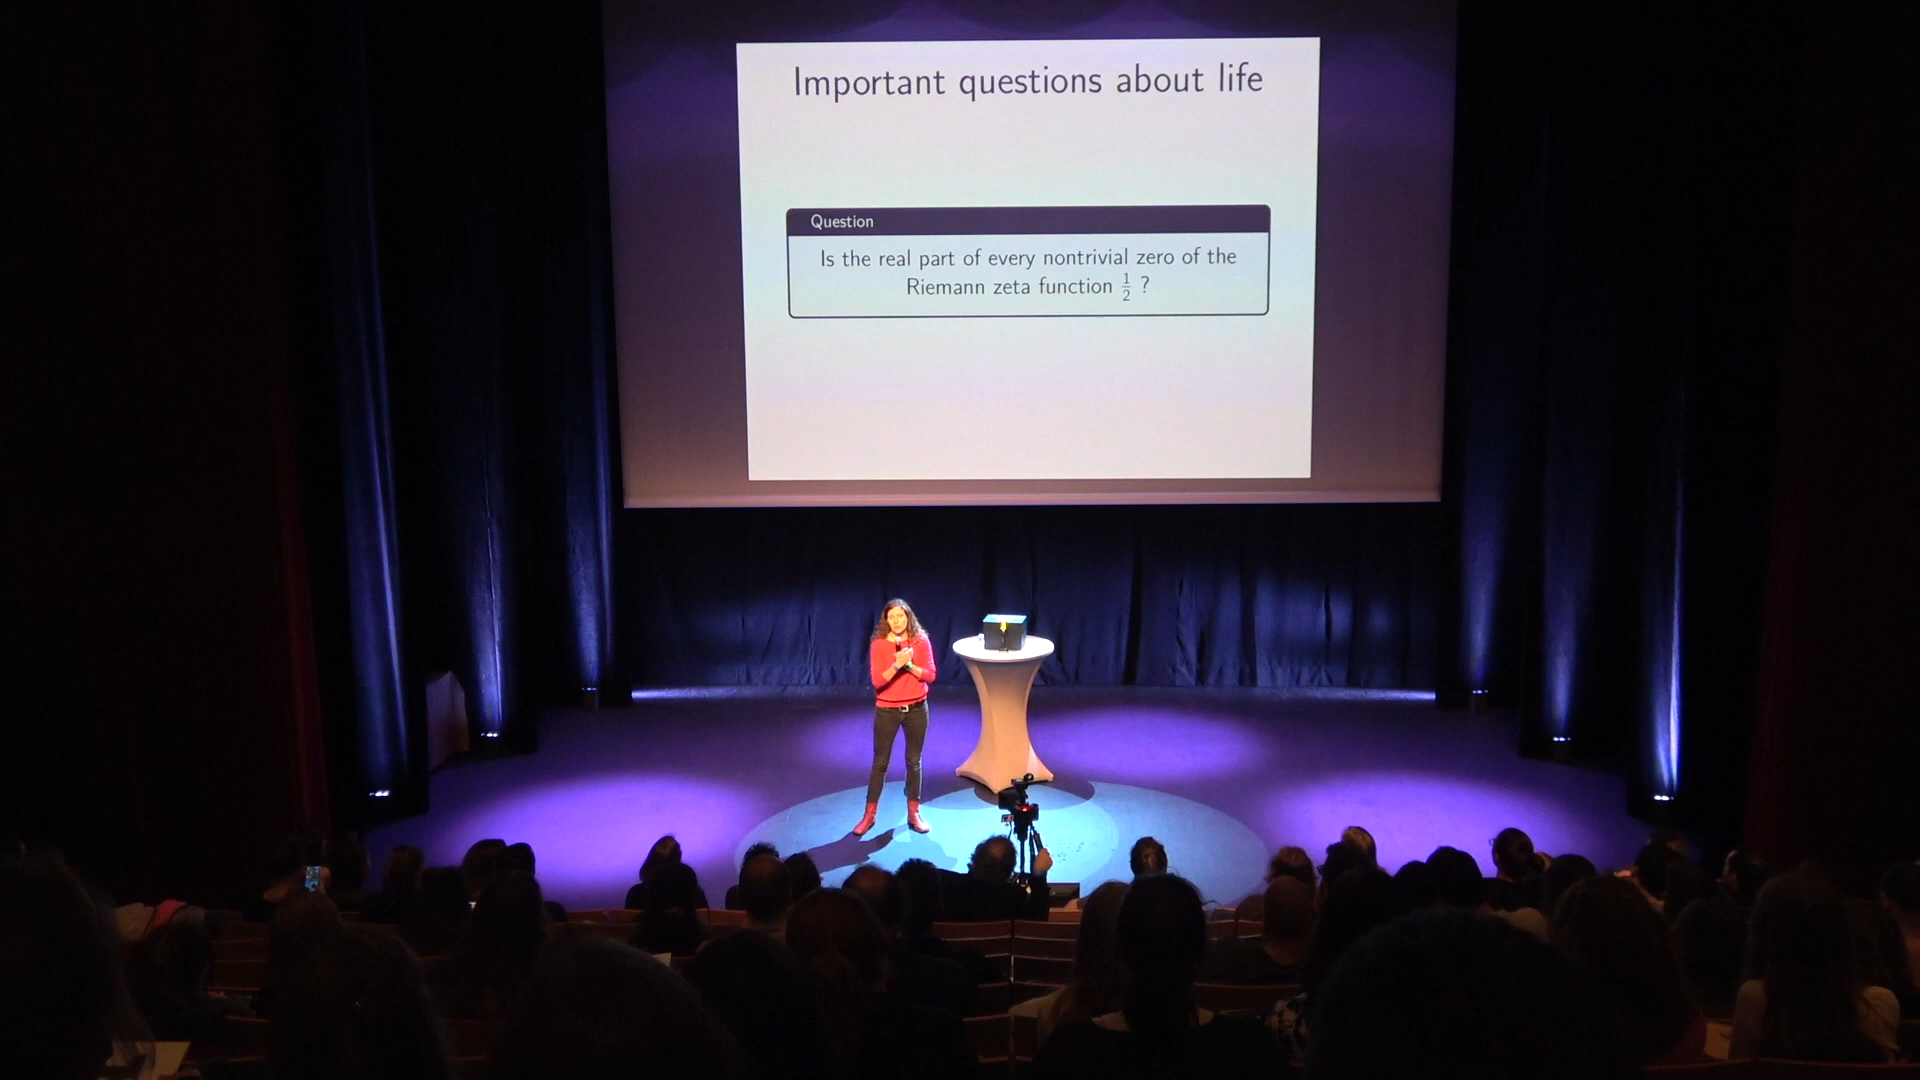 Important questions about life
Question
Is the real part of every nontrivial zero of the
Riemann zeta function 1/2 ?